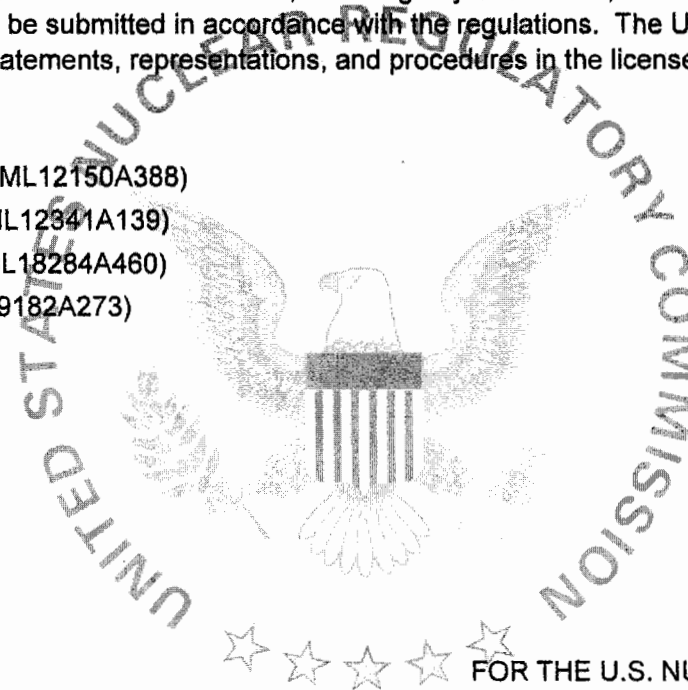 be submitted in accordance with the regulations. The U
atements, representations, and procedures in the license
ML12150A388)
L12341A139)
L18284A460)
9182A273)
UNITED STATES NUCLEAR REGULATORY COMMISSION
FOR THE U.S. NU